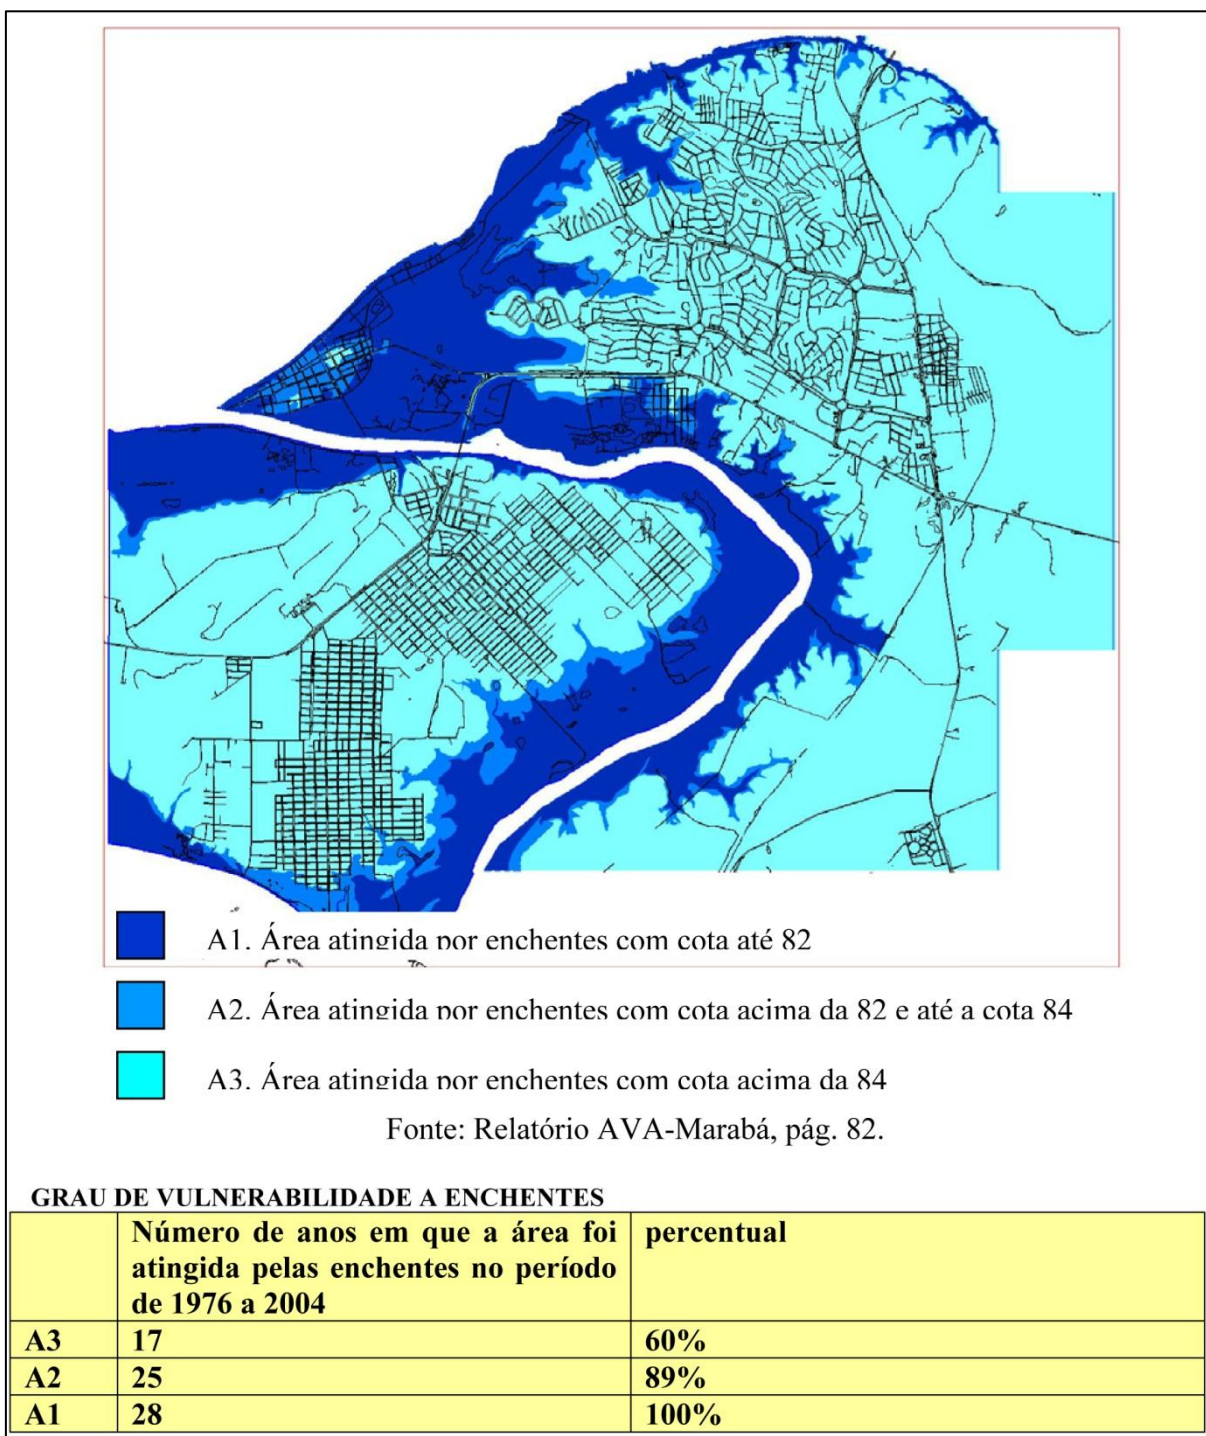 A1. Área atingida por enchentes com cota até 82
A2. Área atingida por enchentes com cota acima da 82 e até a cota 84
A3. Área atingida por enchentes com cota acima da 84
Fonte: Relatório AVA-Marabá, pág. 82.
GRAU DE VULNERABILIDADE A ENCHENTES
Número de anos em que a área foi
atingida pelas enchentes no período
de 1976 a 2004
percentual
A3 17 60%
A2 25 89%
A1 28 100%